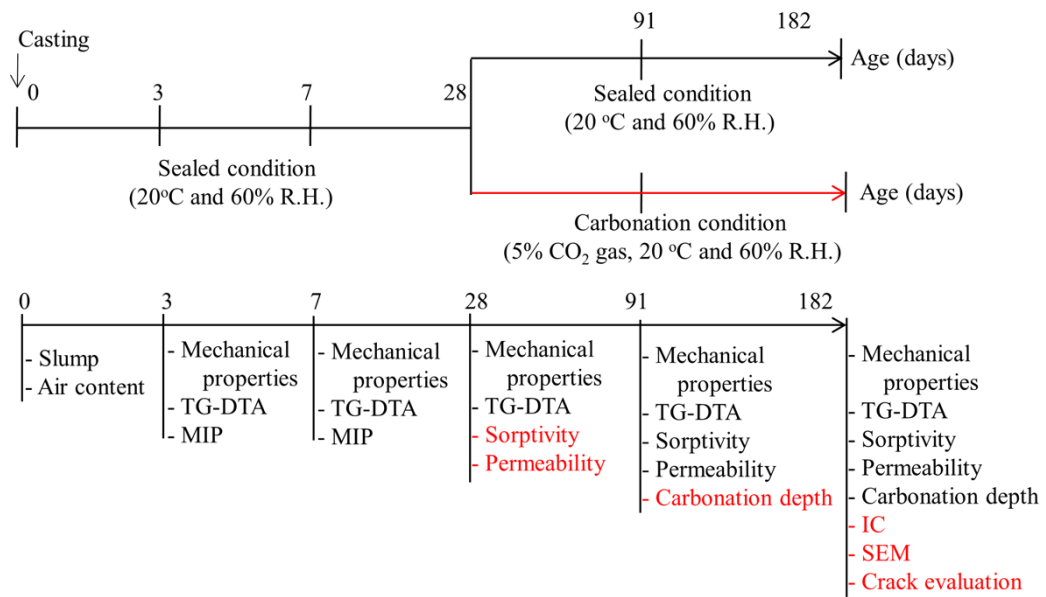 Casting
0
3
7
28
91
182
Age (days)
Sealed condition
(20 °C and 60% R.H.)
Sealed condition
(20°C and 60% R.H.)
Age (days)
Carbonation condition
(5% CO₂ gas, 20 °C and 60% R.H.)
0
3
7
28
91
182
- Slump
- Air content
- Mechanical
properties
- TG-DTA
- MIP
- Mechanical
properties
- TG-DTA
- MIP
- Mechanical
properties
- TG-DTA
- Sorptivity
- Permeability
- Mechanical
properties
- TG-DTA
- Sorptivity
- Permeability
- Carbonation depth
- Mechanical
properties
- TG-DTA
- Sorptivity
- Permeability
- Carbonation depth
- IC
- SEM
- Crack evaluation